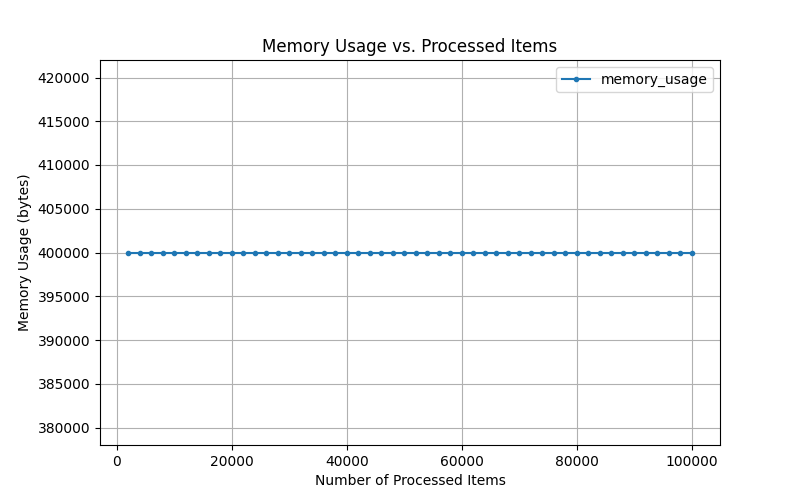 Memory Usage vs. Processed Items
memory_usage
Memory Usage (bytes)
420000
415000
410000
405000
400000
395000
390000
385000
380000
0 20000 40000 60000 80000 100000
Number of Processed Items